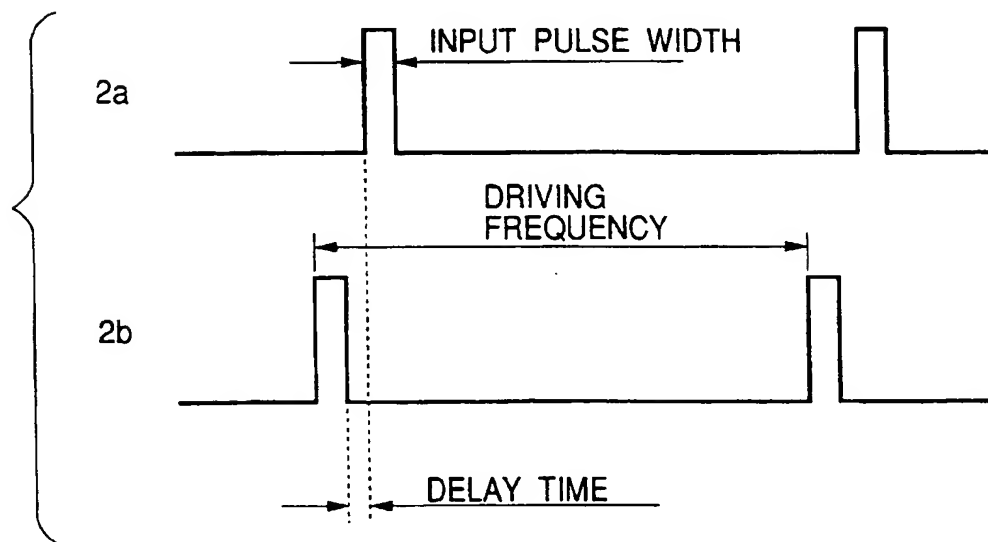 INPUT PULSE WIDTH
2a
DRIVING
FREQUENCY
2b
DELAY TIME